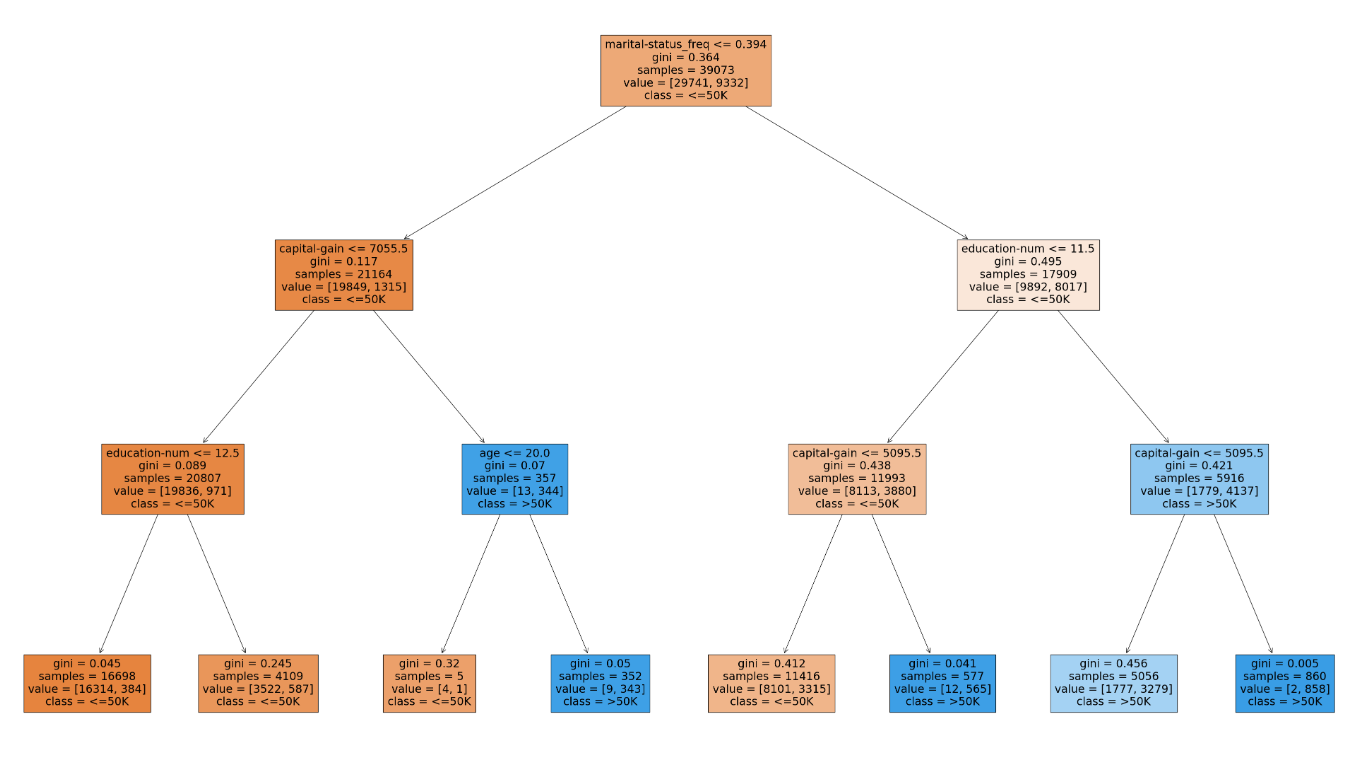 marital-status_freq <= 0.394
gini = 0.364
samples = 39073
value = [29741, 9332]
class = <=50K
capital-gain <= 7055.5
gini = 0.117
samples = 21164
value = [19849, 1315]
class = <=50K
education-num <= 11.5
gini = 0.495
samples = 17909
value = [9892, 8017]
class = <=50K
education-num <= 12.5
gini = 0.089
samples = 20807
value = [19836, 971]
class = <=50K
age <= 20.0
gini = 0.07
samples = 357
value = [13, 344]
class = >50K
capital-gain <= 5095.5
gini = 0.438
samples = 11993
value = [8113, 3880]
class = <=50K
capital-gain <= 5095.5
gini = 0.421
samples = 5916
value = [1779, 4137]
class = >50K
gini = 0.045
samples = 16698
value = [16314, 384]
class = <=50K
gini = 0.245
samples = 4109
value = [3522, 587]
class = <=50K
gini = 0.32
samples = 5
value = [4, 1]
class = <=50K
gini = 0.05
samples = 352
value = [9, 343]
class = >50K
gini = 0.412
samples = 11416
value = [8101, 3315]
class = <=50K
gini = 0.041
samples = 577
value = [12, 565]
class = >50K
gini = 0.456
samples = 5056
value = [1777, 3279]
class = >50K
gini = 0.005
samples = 860
value = [2, 858]
class = >50K